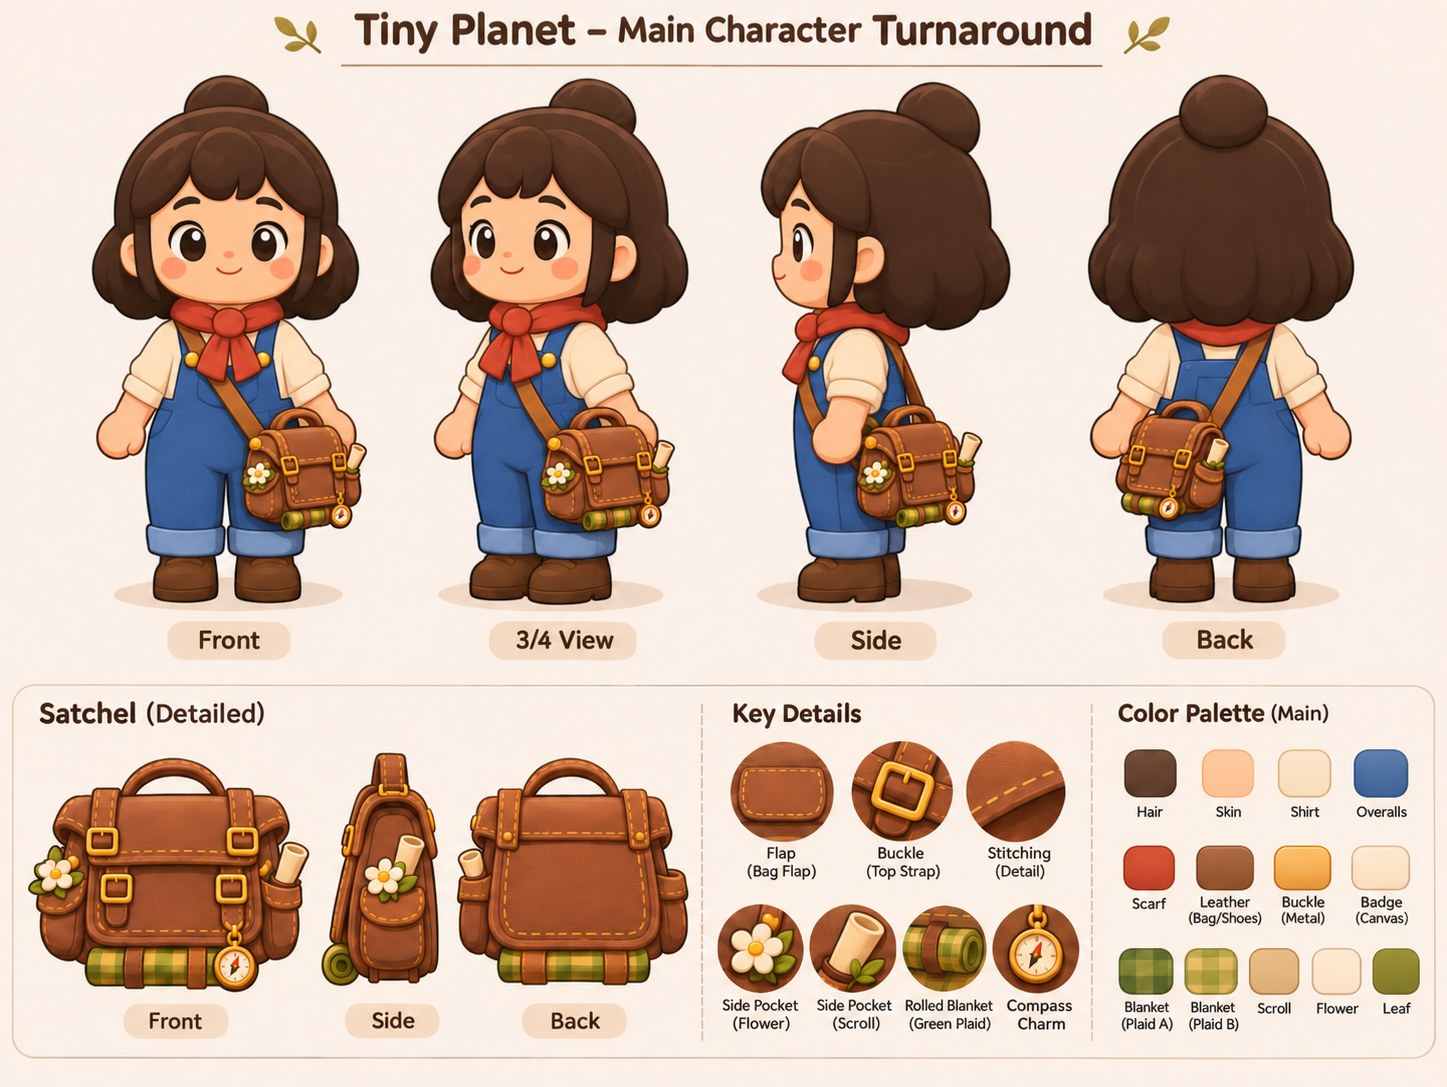 Tiny Planet – Main Character Turnaround
Front
3/4 View
Side
Back
Satchel (Detailed)
Front
Side
Back
Key Details
Flap
(Bag Flap)
Buckle
(Top Strap)
Stitching
(Detail)
Side Pocket
(Flower)
Side Pocket
(Scroll)
Rolled Blanket
(Green Plaid)
Compass
Charm
Color Palette (Main)
Hair
Skin
Shirt
Overalls
Scarf
Leather
(Bag/Shoes)
Buckle
(Metal)
Badge
(Canvas)
Blanket
(Plaid A)
Blanket
(Plaid B)
Scroll
Flower
Leaf